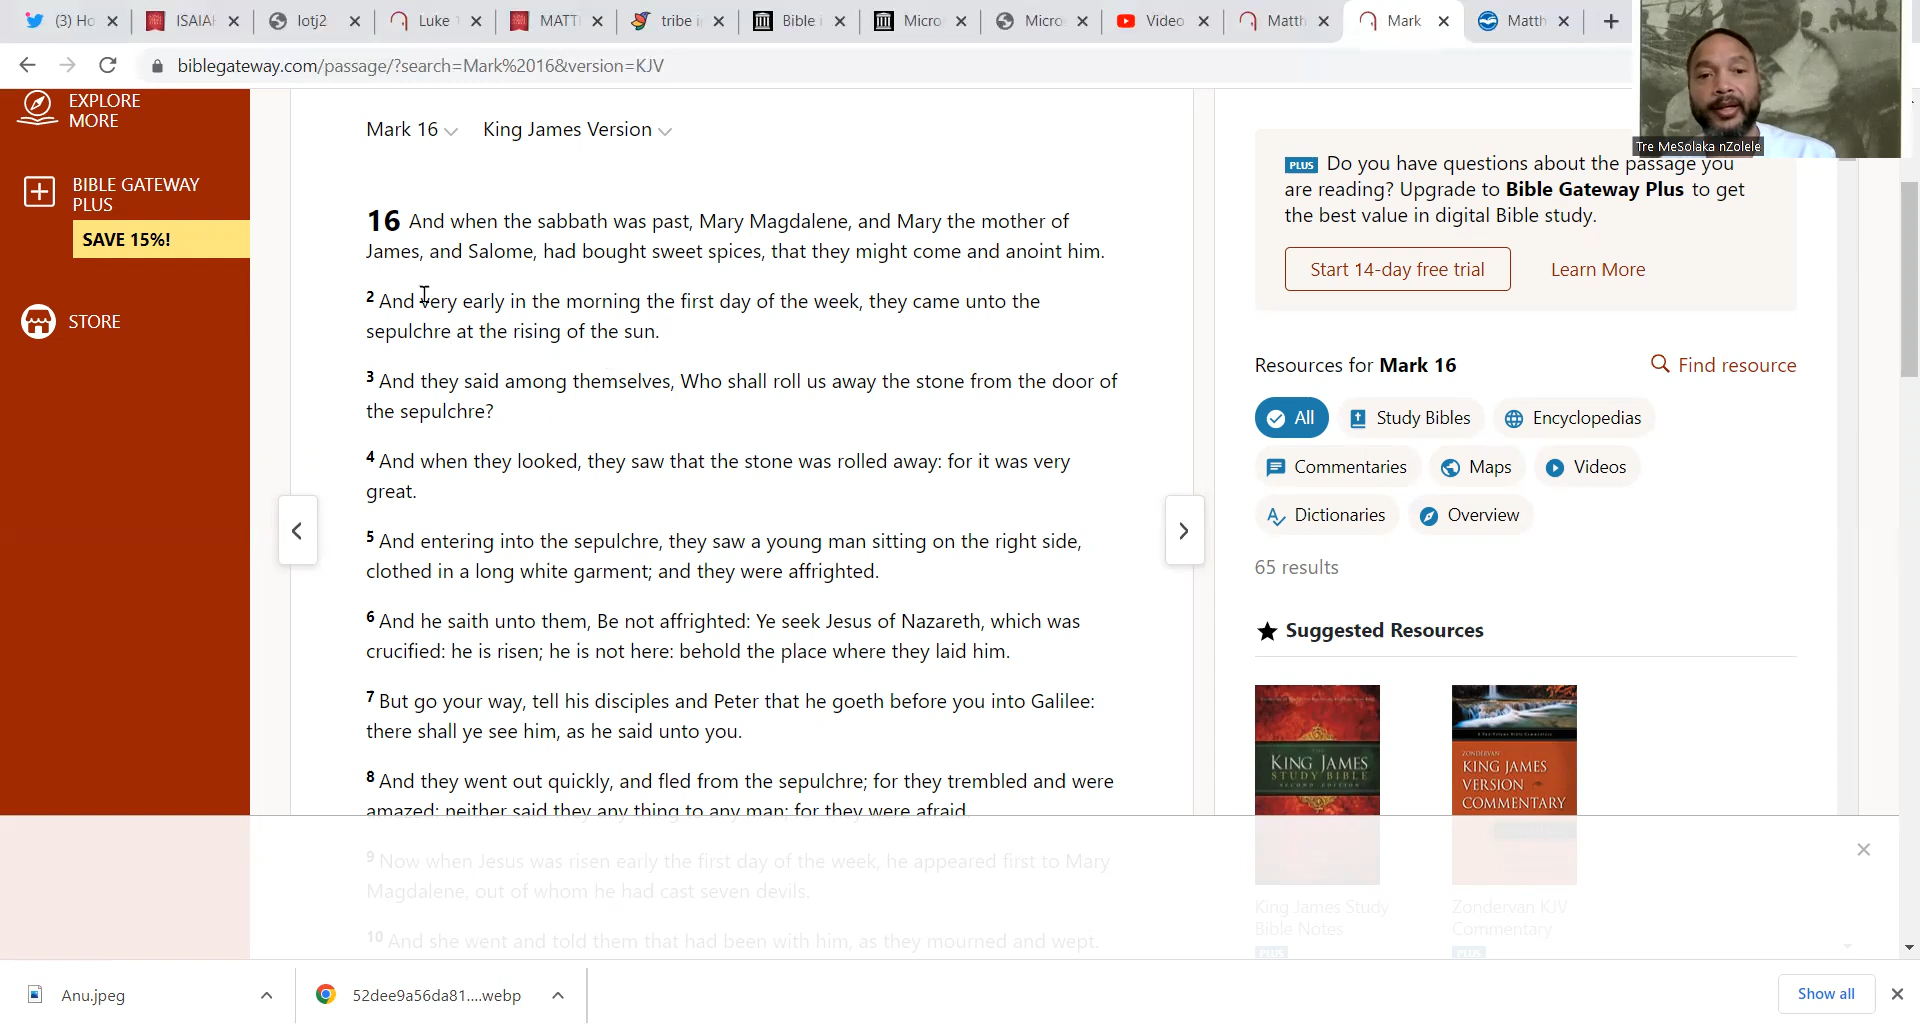 (3) Ho
ISAIA
lotj2
Luke
MATT
tribe i
Bible i
Micro
Micro
Video
Matth
Mark
Matth
biblegateway.com/passage/?search=Mark%2016&version=KJV
EXPLORE
MORE
BIBLE GATEWAY
PLUS
SAVE 15%!
STORE
Mark 16 King James Version
16 And when the sabbath was past, Mary Magdalene, and Mary the mother of
James, and Salome, had bought sweet spices, that they might come and anoint him.
2 And very early in the morning the first day of the week, they came unto the
sepulchre at the rising of the sun.
3 And they said among themselves, Who shall roll us away the stone from the door of
the sepulchre?
4 And when they looked, they saw that the stone was rolled away: for it was very
great.
5 And entering into the sepulchre, they saw a young man sitting on the right side,
clothed in a long white garment; and they were affrighted.
6 And he saith unto them, Be not affrighted: Ye seek Jesus of Nazareth, which was
crucified: he is risen; he is not here: behold the place where they laid him.
7 But go your way, tell his disciples and Peter that he goeth before you into Galilee:
there shall ye see him, as he said unto you.
8 And they went out quickly, and fled from the sepulchre; for they trembled and were
amazed: neither said they any thing to any man; for they were afraid.
9 Now when Jesus was risen early the first day of the week, he appeared first to Mary
Magdalene, out of whom he had cast seven devils.
10 And she went and told them that had been with him, as they mourned and wept.
Tre MeSolaka nZolele
PLUS Do you have questions about the passage you
are reading? Upgrade to Bible Gateway Plus to get
the best value in digital Bible study.
Start 14-day free trial
Learn More
Resources for Mark 16
Find resource
All
Study Bibles
Encyclopedias
Commentaries
Maps
Videos
Dictionaries
Overview
65 results
Suggested Resources
KING JAMES
STUDY BIBLE
SECOND EDITION
ZONDERVAN
KING JAMES
VERSION
COMMENTARY
King James Study
Bible Notes
PLUS
Zondervan KJV
Commentary
PLUS
Anu.jpeg
52dee9a56da81....webp
Show all